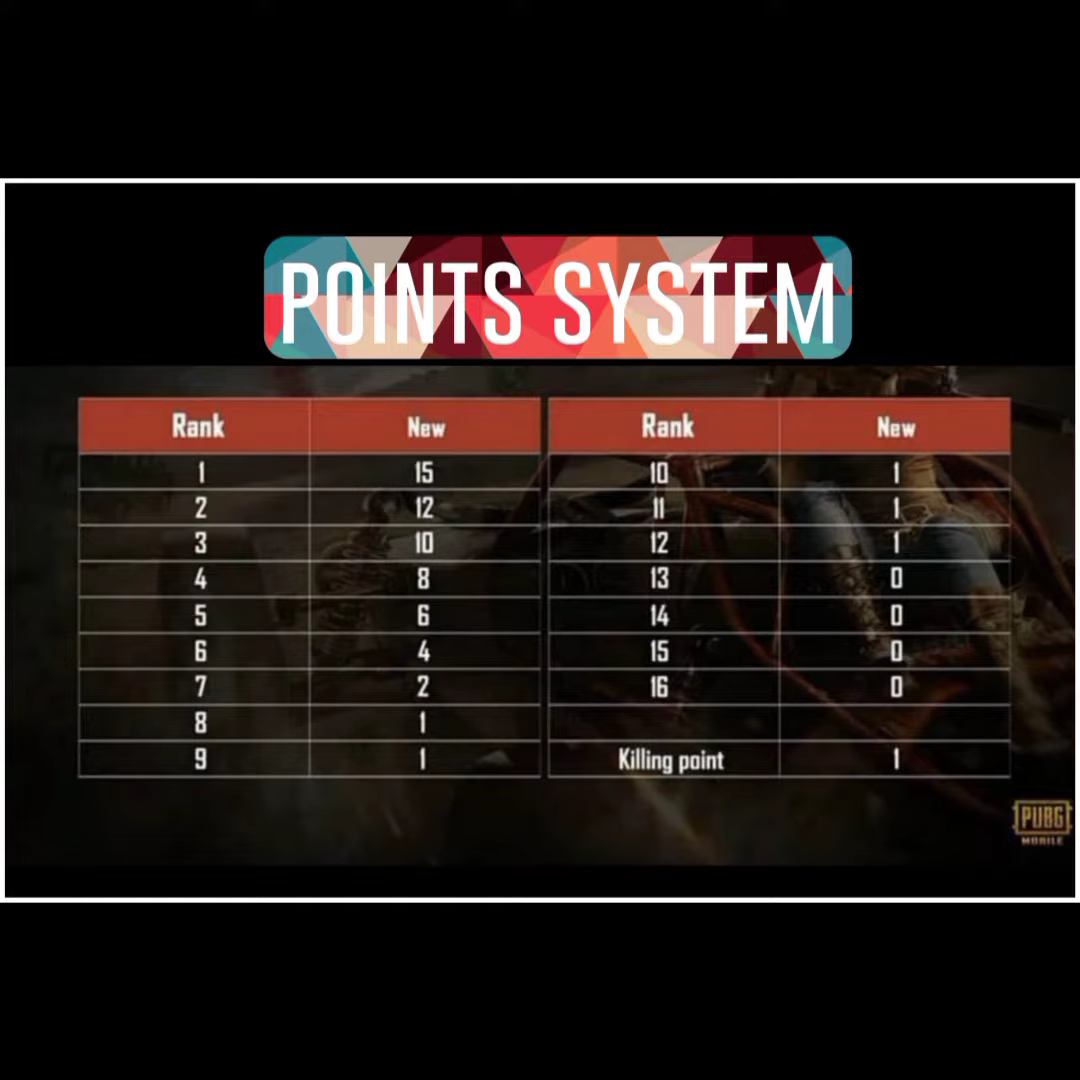 POINTS SYSTEM
Rank New Rank New
1 15 10 1
2 12 11 1
3 10 12 1
4 8 13 0
5 6 14 0
6 4 15 0
7 2 16 0
8 1
9 1 Killing point 1
PUBG
MOBILE